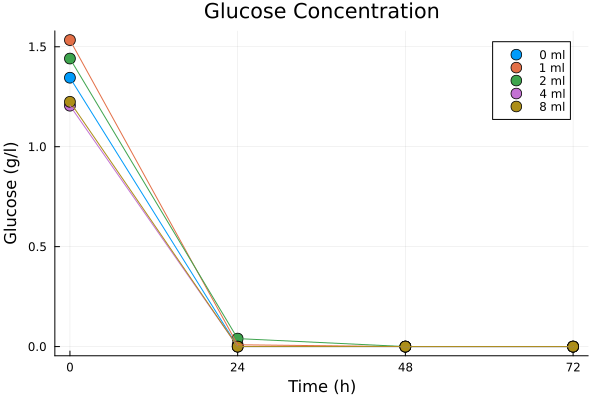 Glucose Concentration
Glucose (g/l)
1.5
1.0
0.5
0.0
0 ml
1 ml
2 ml
4 ml
8 ml
0 24 48 72
Time (h)